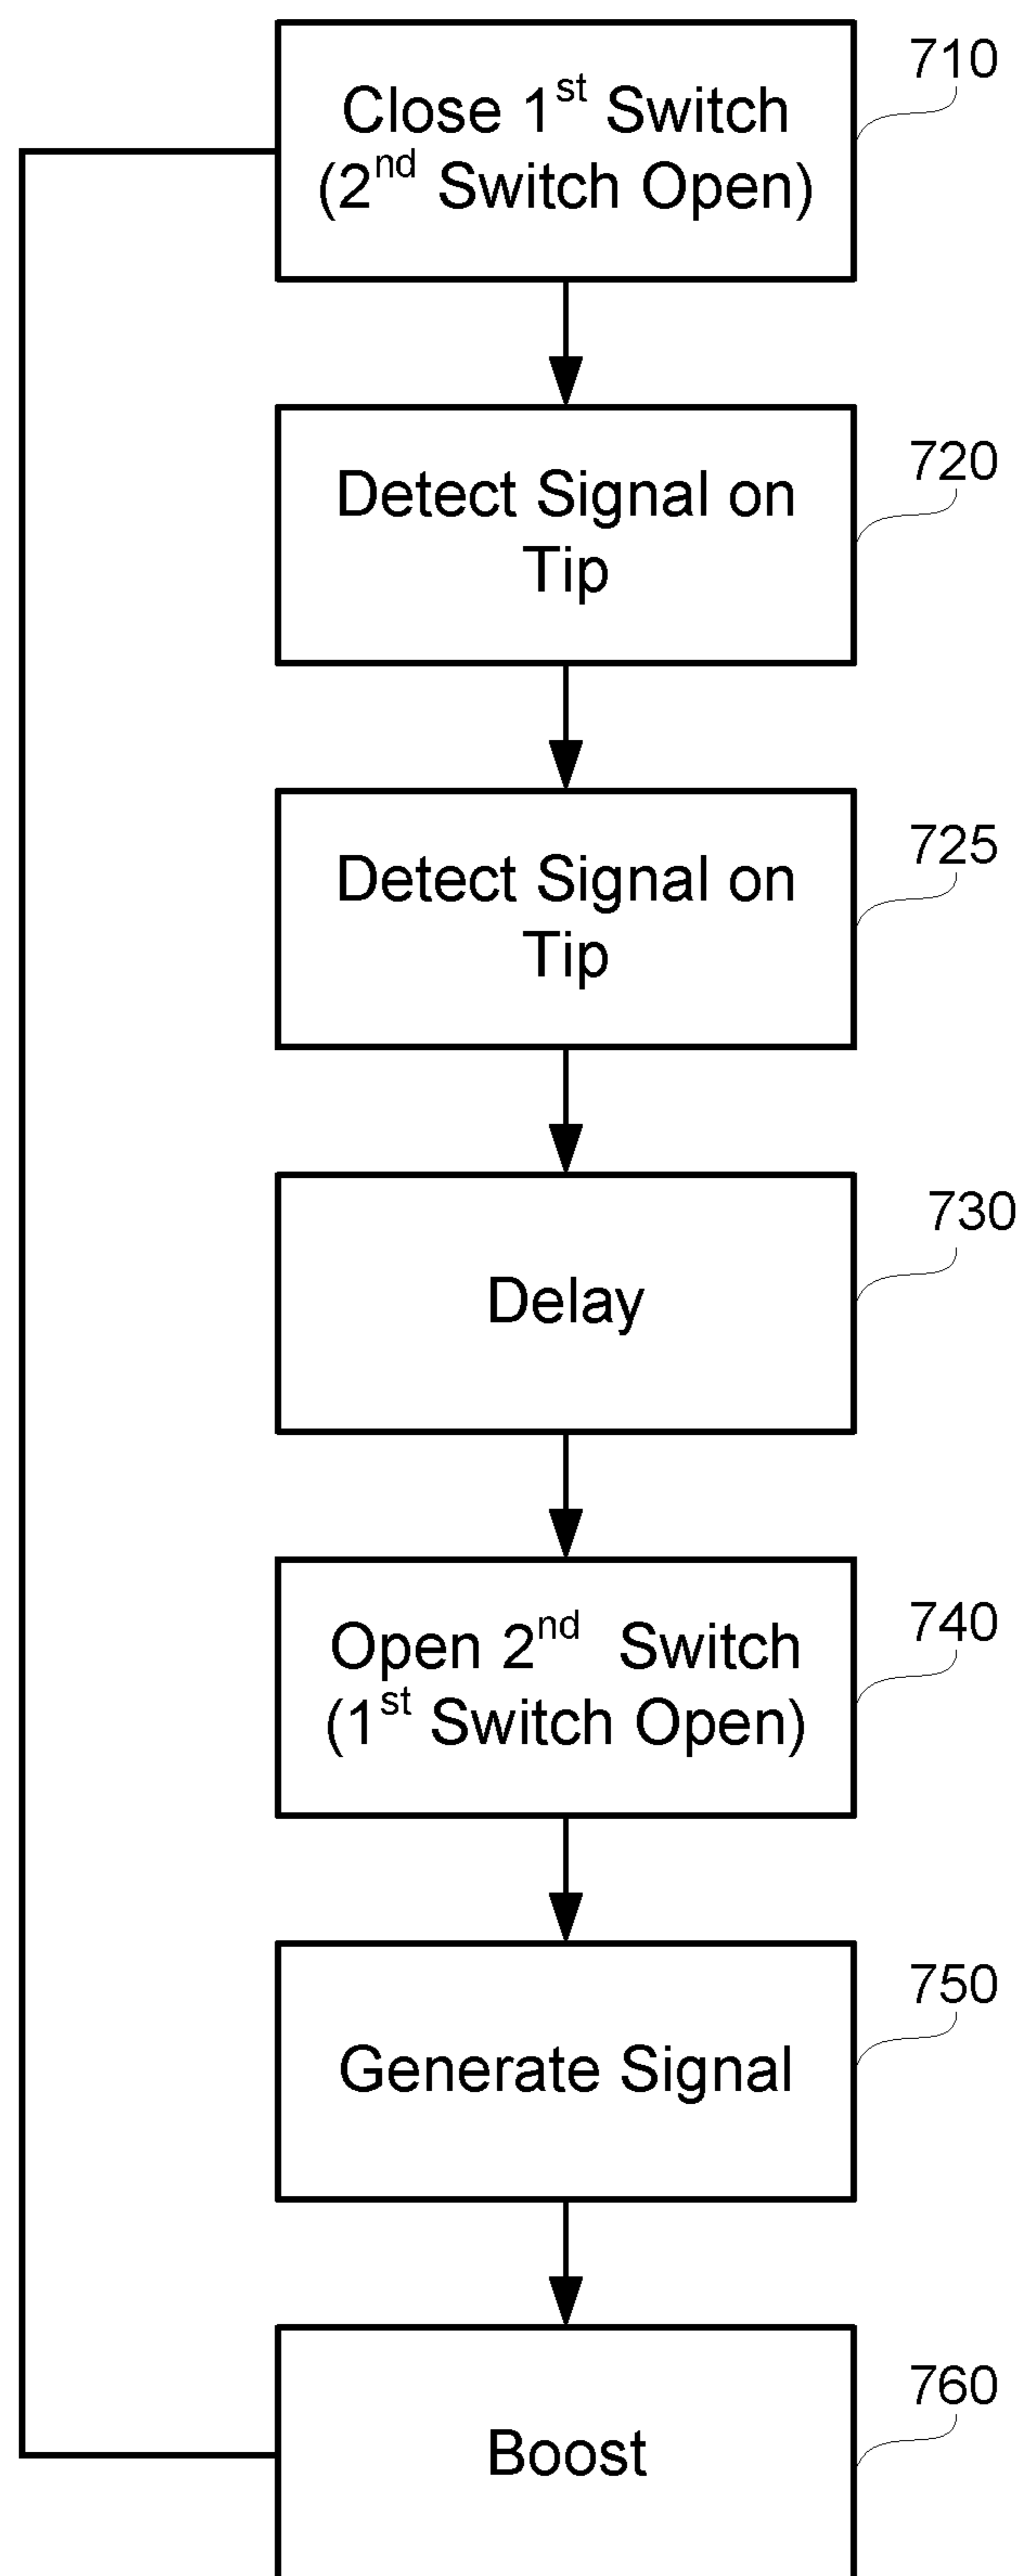 Close 1st Switch
(2nd Switch Open)
710
Detect Signal on
Tip
720
Detect Signal on
Tip
725
Delay
730
Open 2nd Switch
(1st Switch Open)
740
Generate Signal
750
Boost
760